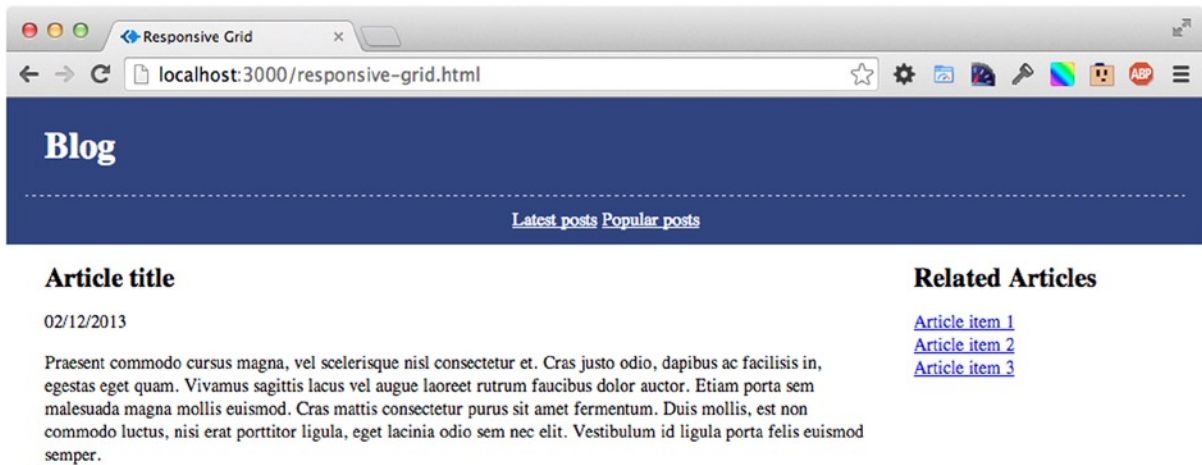 Responsive Grid
localhost:3000/responsive-grid.html
ABP
Blog
Latest posts Popular posts
Article title
02/12/2013
Praesent commodo cursus magna, vel scelerisque nisl consectetur et. Cras justo odio, dapibus ac facilisis in,
egestas eget quam. Vivamus sagittis lacus vel augue laoreet rutrum faucibus dolor auctor. Etiam porta sem
malesuada magna mollis euismod. Cras mattis consectetur purus sit amet fermentum. Duis mollis, est non
commodo luctus, nisi erat porttitor ligula, eget lacinia odio sem nec elit. Vestibulum id ligula porta felis euismod
semper.
Related Articles
Article item 1
Article item 2
Article item 3